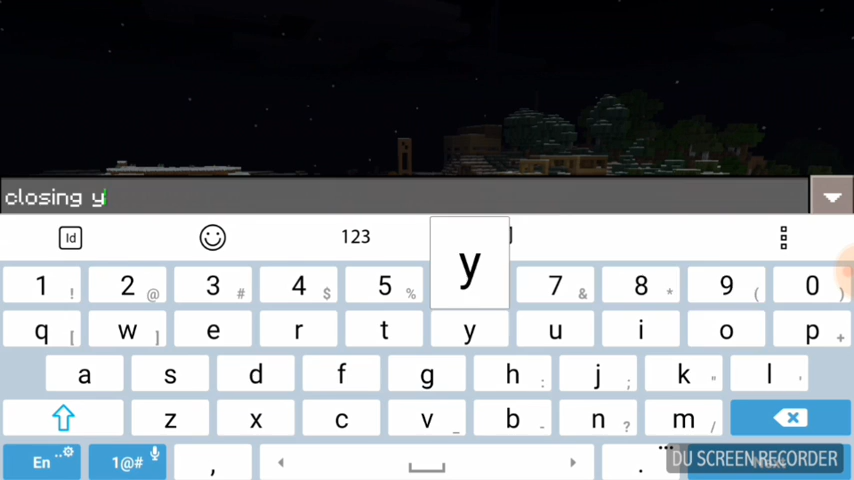 closing y
Id 123
y
1 ! 2 @ 3 # 4 $ 5 % 7 & 8 * 9 ( 0 )
q [ w ] e r t y u i o p +
a s d f g h : j ; k " l '
z x c v _ b - n ? m /
En 1@# , . DU SCREEN RECORDER